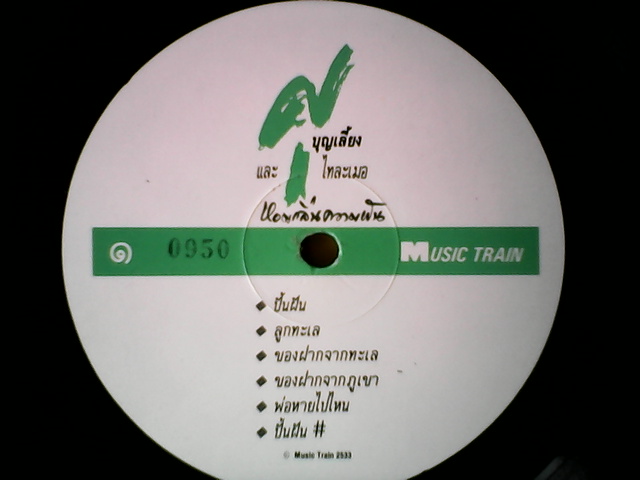 สุ
บุญเลี้ยง
และ ไทละเมอ
หอมกลิ่นความฝัน
๑ 0950 MUSIC TRAIN
◆ ปั้นฝัน
◆ ลูกทะเล
◆ ของฝากจากทะเล
◆ ของฝากจากภูเขา
◆ พ่อหายไปไหน
◆ ปั้นฝัน #
© Music Train 2533